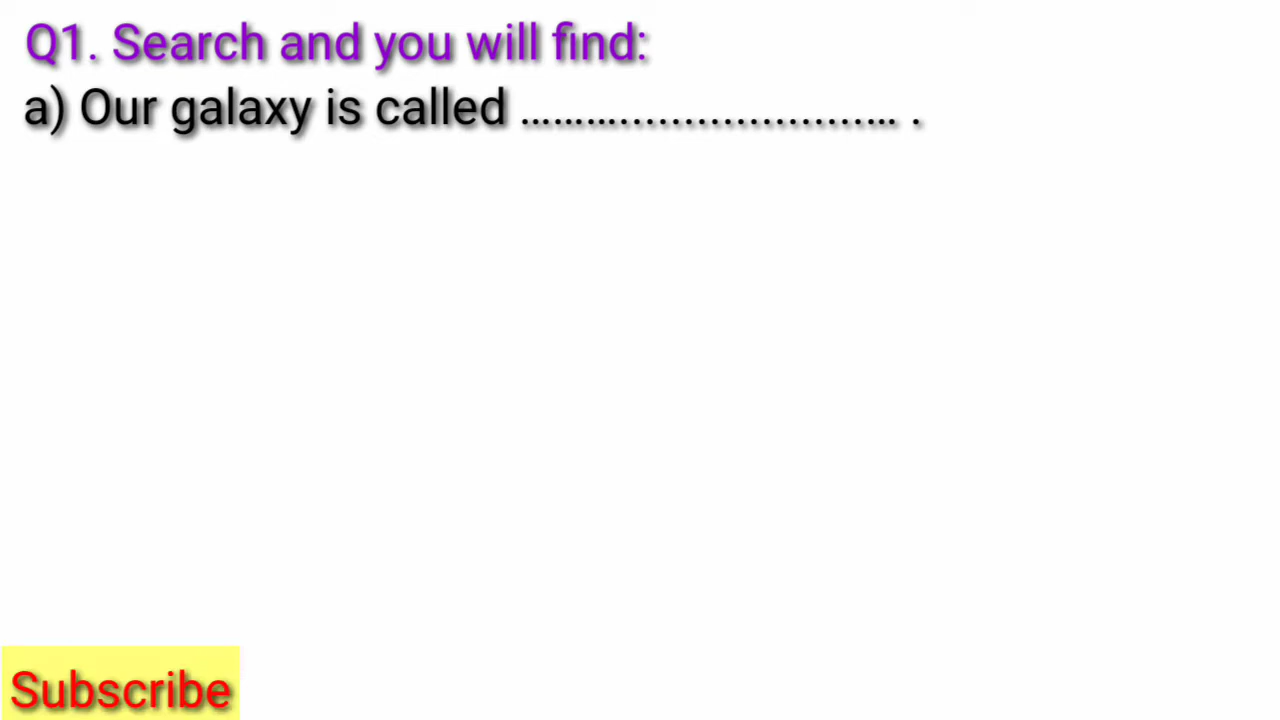 Q1. Search and you will find:
a) Our galaxy is called ……….....................… .
Subscribe